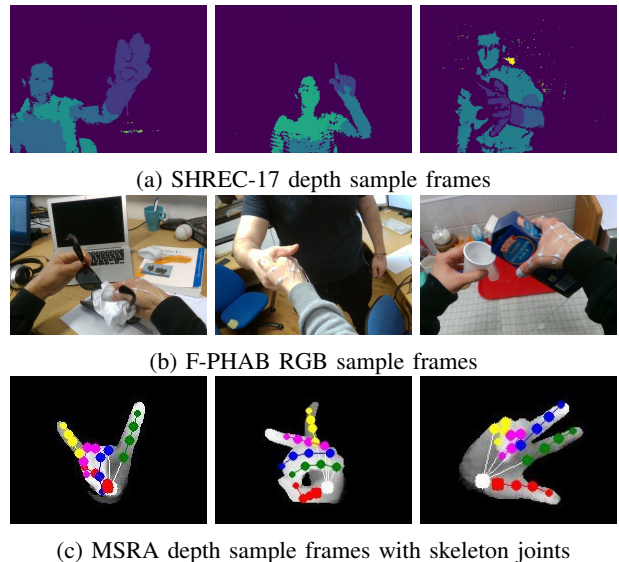 (a) SHREC-17 depth sample frames
(b) F-PHAB RGB sample frames
(c) MSRA depth sample frames with skeleton joints